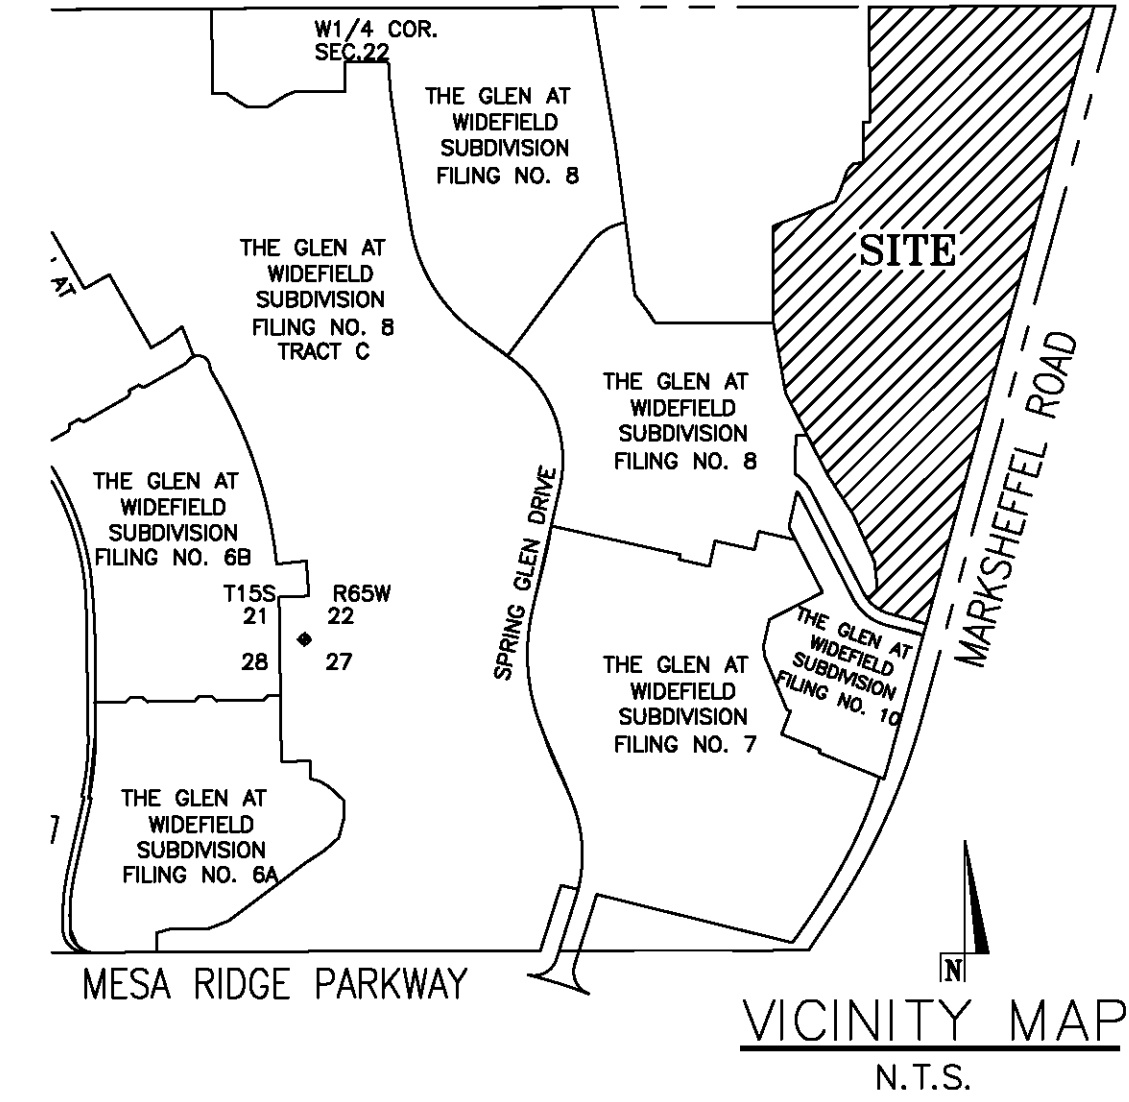 W1/4 COR.
SEC.22
THE GLEN AT
WIDEFIELD
SUBDIVISION
FILING NO. 8
SITE
THE GLEN AT
WIDEFIELD
SUBDIVISION
FILING NO. 8
TRACT C
AT
THE GLEN AT
WIDEFIELD
SUBDIVISION
FILING NO. 8
MARKSHEFFEL ROAD
THE GLEN AT
WIDEFIELD
SUBDIVISION
FILING NO. 6B
SPRING GLEN DRIVE
T15S R65W
21 22
28 27
THE GLEN AT
WIDEFIELD
SUBDIVISION
FILING NO. 10
THE GLEN AT
WIDEFIELD
SUBDIVISION
FILING NO. 7
THE GLEN AT
WIDEFIELD
SUBDIVISION
FILING NO. 6A
MESA RIDGE PARKWAY
N
VICINITY MAP
N.T.S.